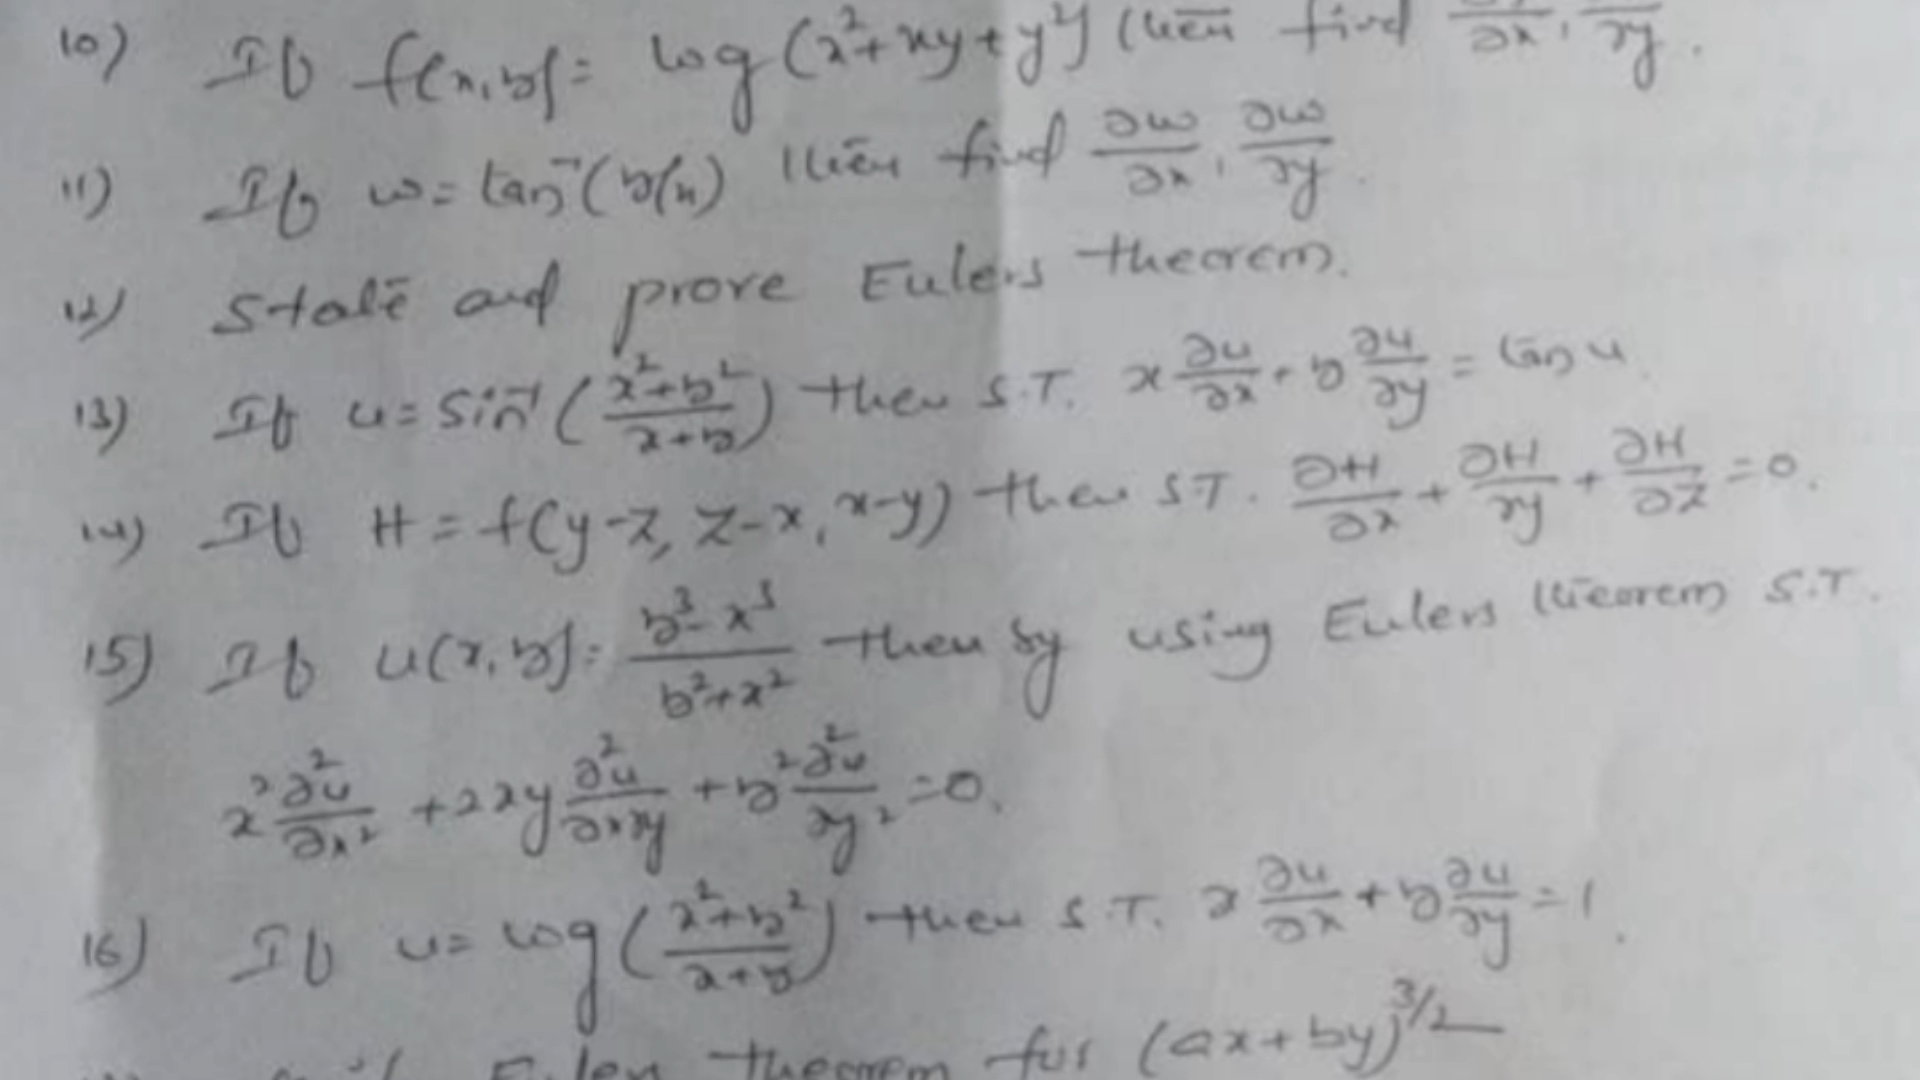 10) If f(x,y) = log (x²+xy+y²) then find ∂f/∂x, ∂f/∂y.
11) If w = tan⁻¹(y/x) then find ∂w/∂x, ∂w/∂y.
12) State and prove Eulers theorem.
13) If u = sin⁻¹ (x²+y²/x+y) then S.T. x ∂u/∂x + y ∂u/∂y = tan u
14) If H = f(y-z, z-x, x-y) then S.T. ∂H/∂x + ∂H/∂y + ∂H/∂z = 0.
15) If u(x,y) = y³-x³/y²+x² then by using Eulers theorem S.T.
x² ∂²u/∂x² + 2xy ∂²u/∂x∂y + y² ∂²u/∂y² = 0.
16) If u = log (x²+y²/x+y) then S.T. x ∂u/∂x + y ∂u/∂y = 1.
Eulers theorem for (ax+by)^3/2